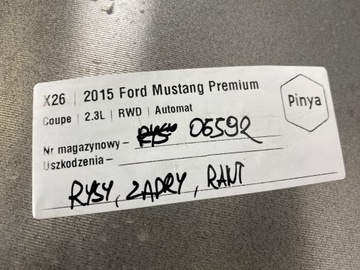 X26 | 2015 Ford Mustang Premium
Coupe | 2.3L | RWD | Automat
Pinya
Nr magazynowy – 06592
Uszkodzenia –
RYSY, ZADRY, RANT